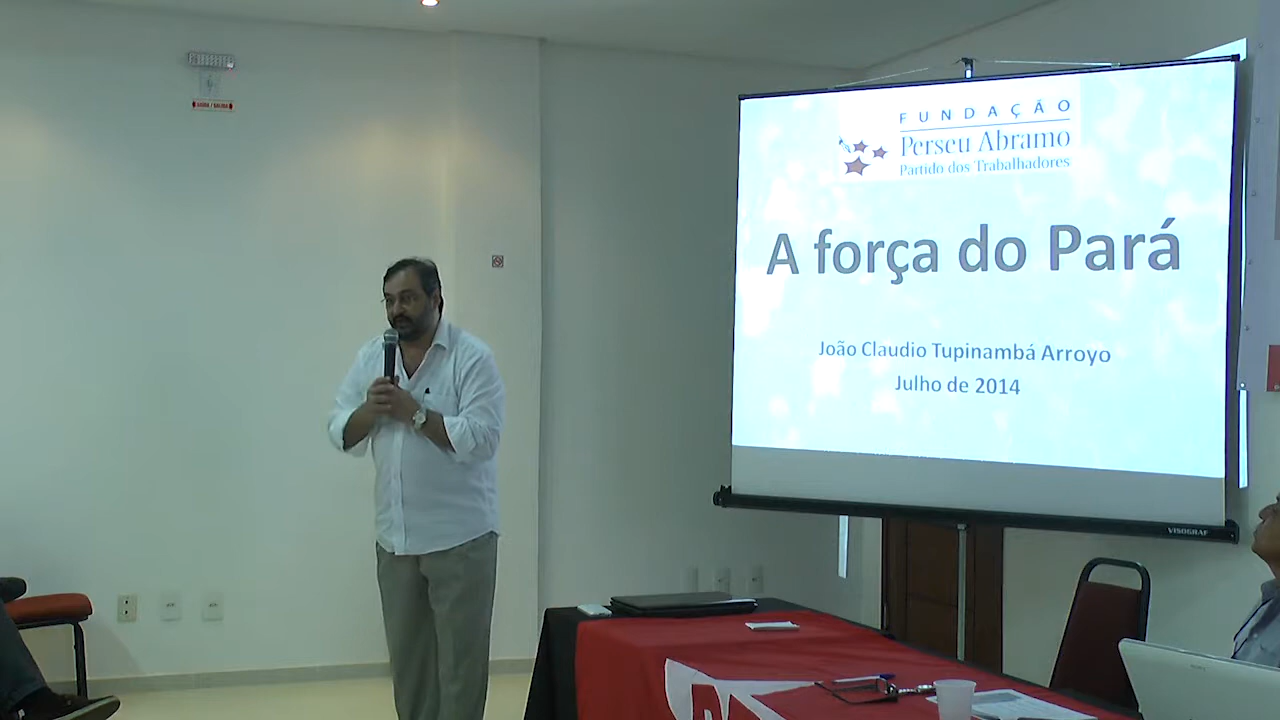 FUNDAÇÃO
Perseu Abramo
Partido dos Trabalhadores
A força do Pará
João Claudio Tupinambá Arroyo
Julho de 2014
VISOGRAF